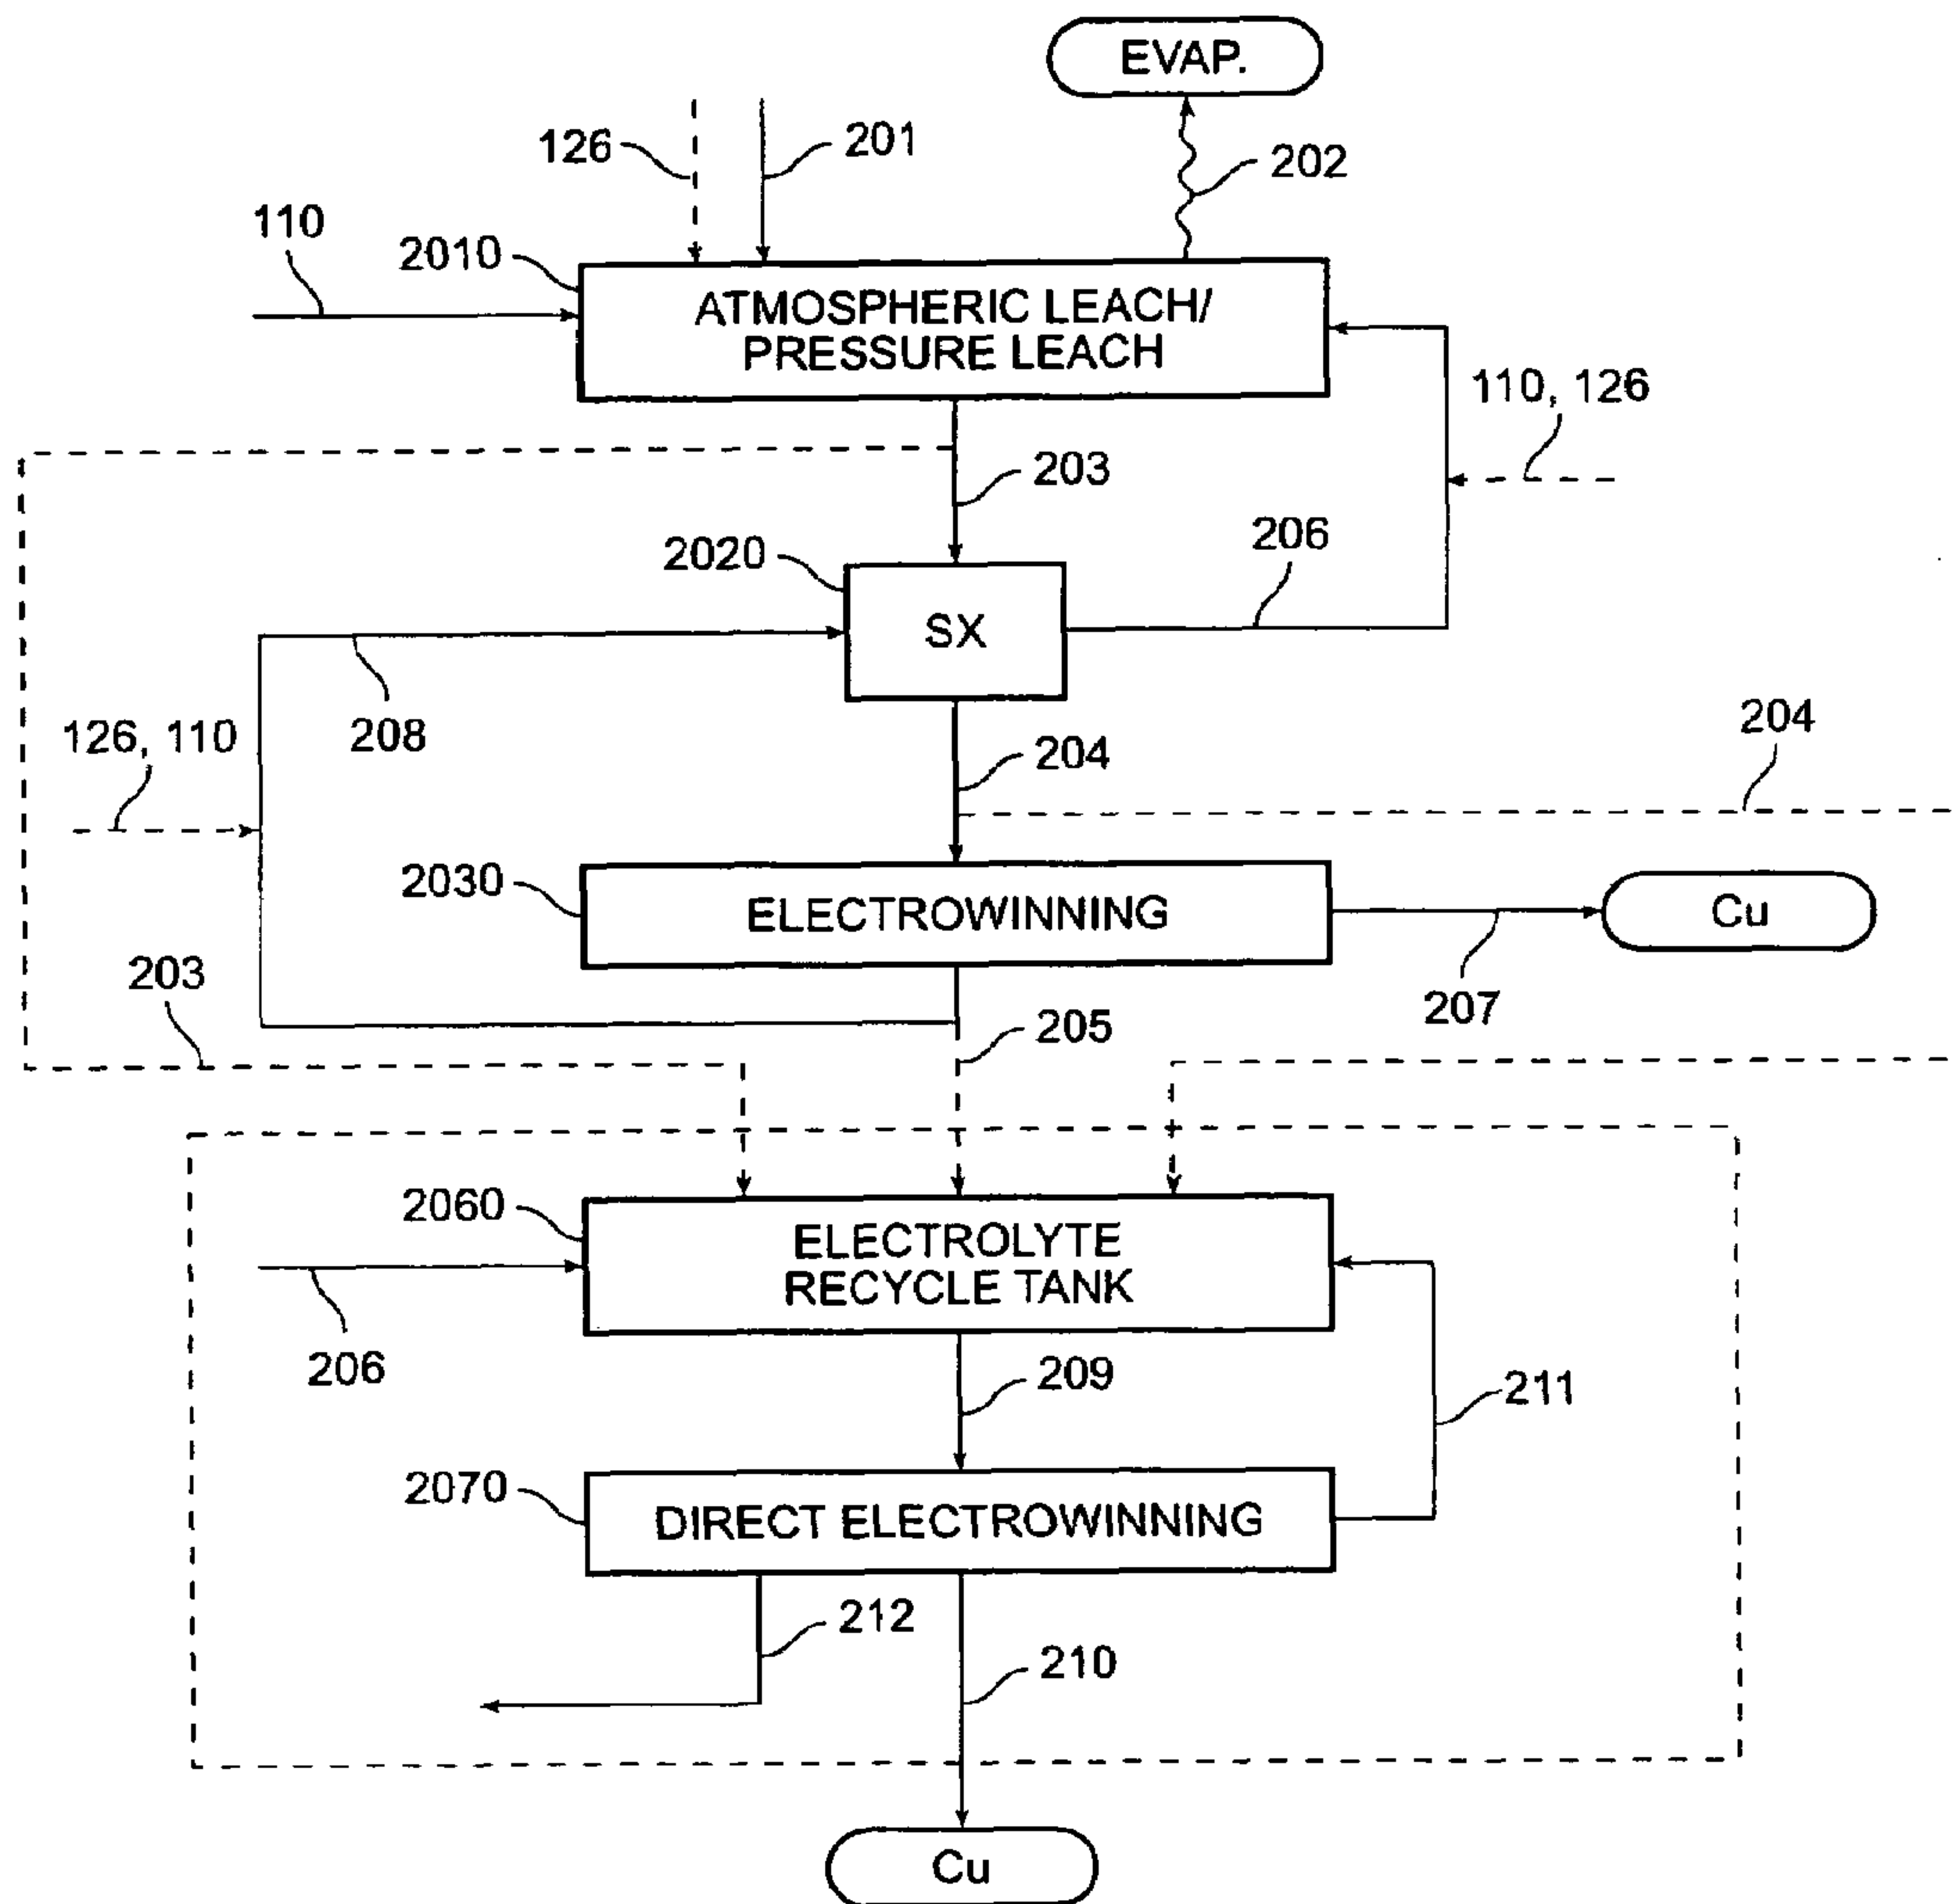 EVAP.
126
201
202
110
2010
ATMOSPHERIC LEACH/
PRESSURE LEACH
110, 126
203
2020
206
SX
126, 110
208
204
204
2030
ELECTROWINNING
Cu
203
207
205
2060
ELECTROLYTE
RECYCLE TANK
206
209
211
2070
DIRECT ELECTROWINNING
212
210
Cu